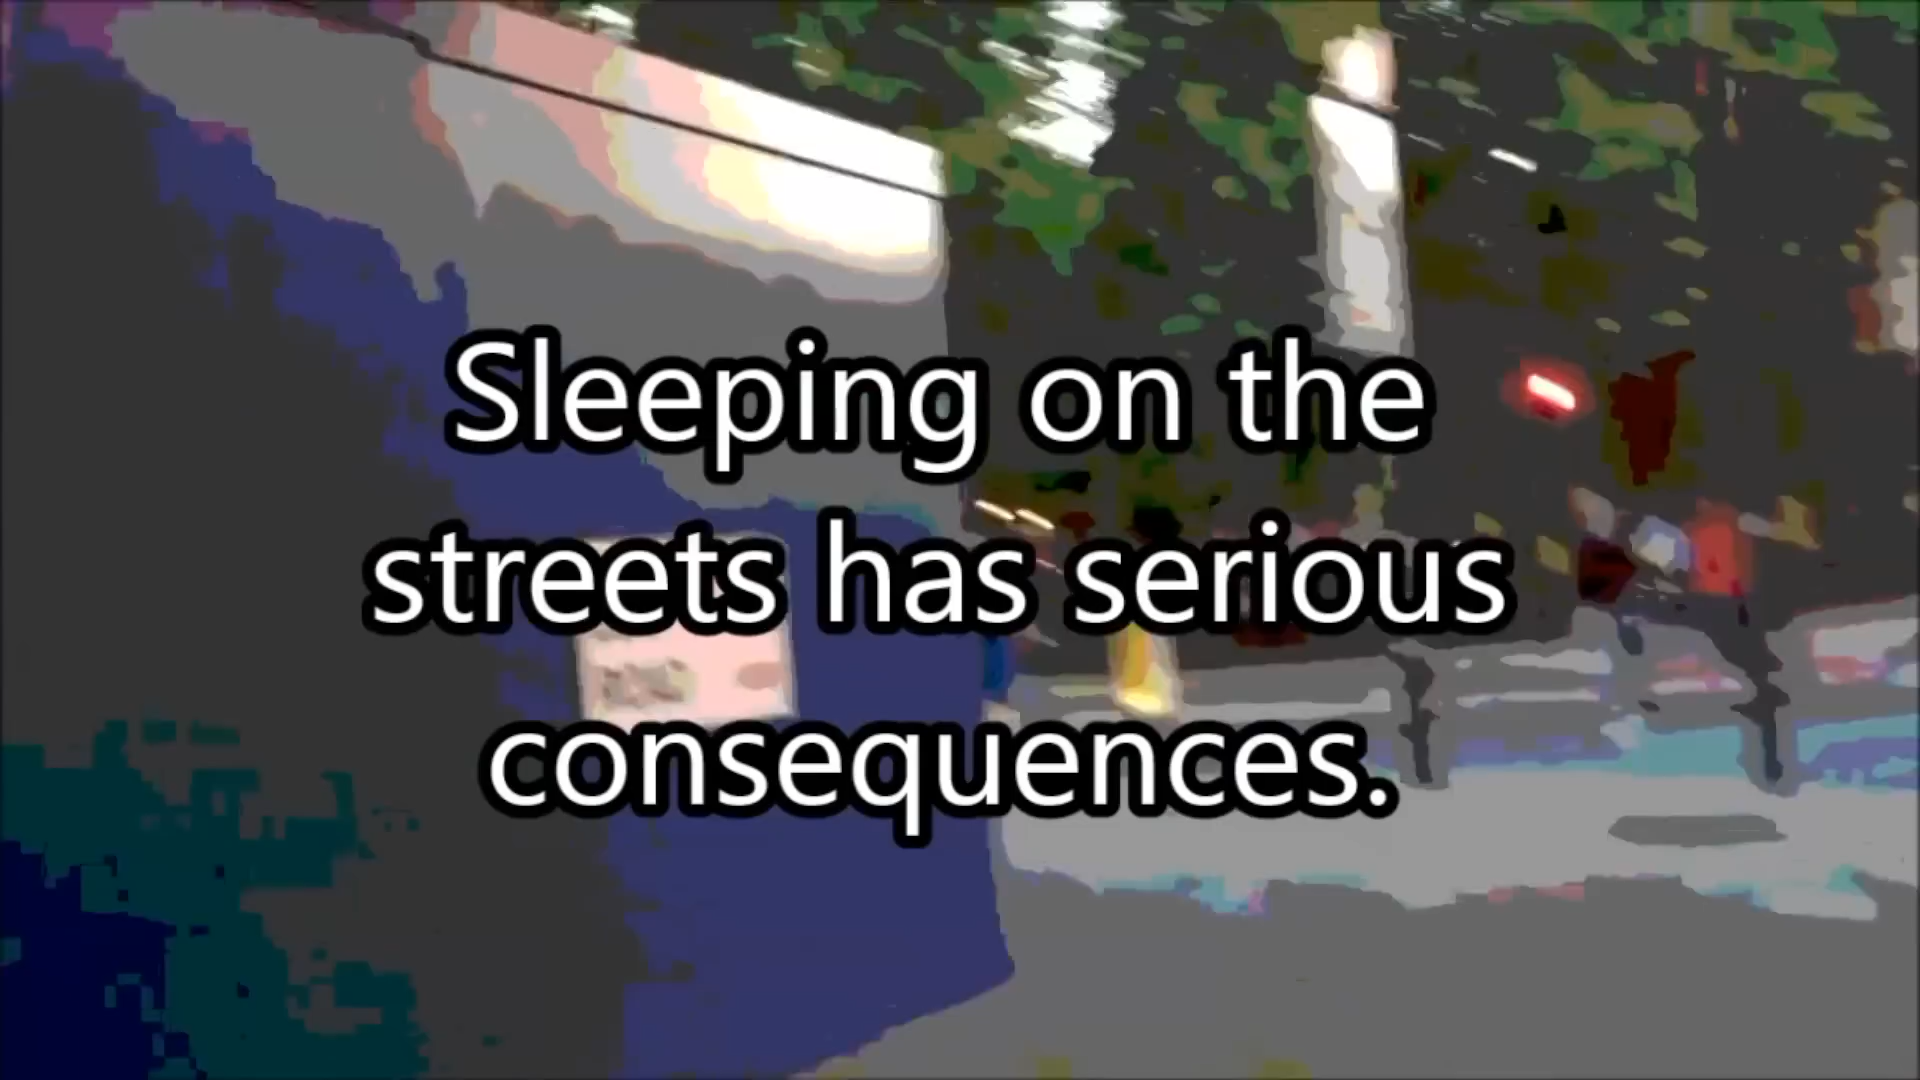 Sleeping on the
streets has serious
consequences.